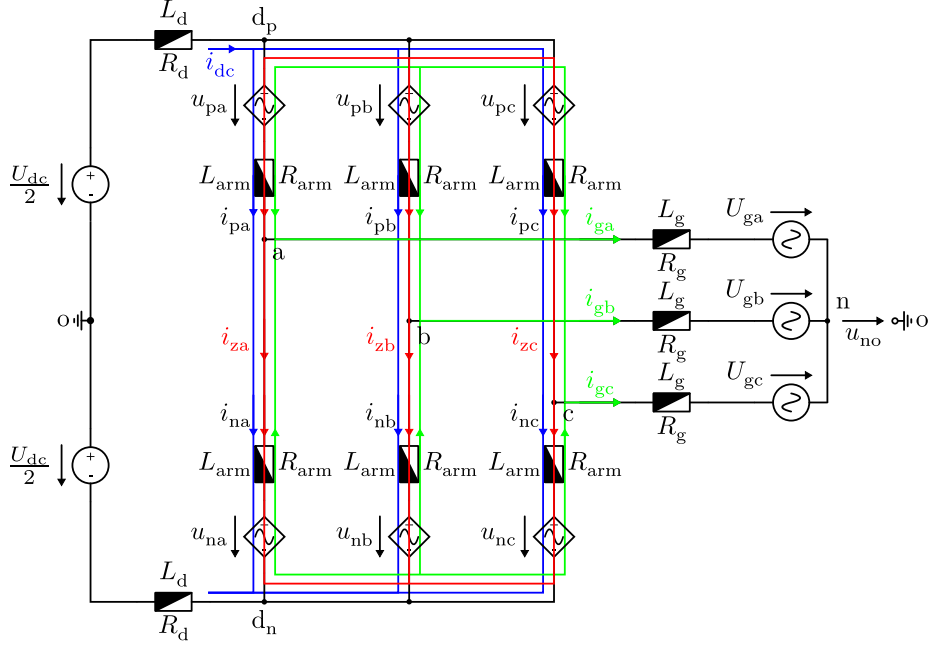 L_d d_p
R_d i_dc
u_pa u_pb u_pc
+ + +
- - -
U_dc/2 + -
L_arm R_arm L_arm R_arm L_arm R_arm
i_pa i_pb i_pc i_ga L_g U_ga
a R_g
i_gb L_g U_gb n
o b R_g u_no o
i_za i_zb i_zc
i_gc L_g U_gc
i_na i_nb i_nc c R_g
U_dc/2 + -
L_arm R_arm L_arm R_arm L_arm R_arm
u_na u_nb u_nc
+ + +
- - -
L_d
R_d d_n